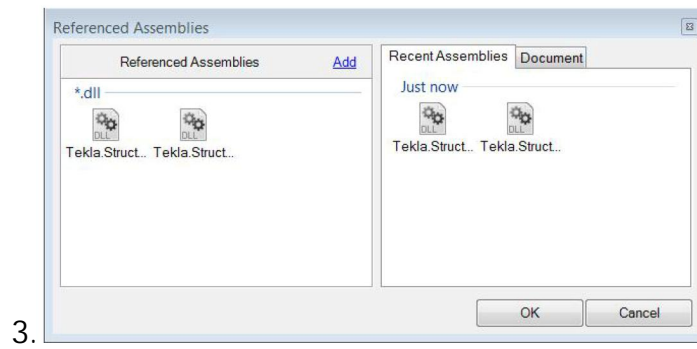 Referenced Assemblies
Referenced Assemblies Add
*.dll
DLL DLL
Tekla.Struct... Tekla.Struct...
Recent Assemblies Document
Just now
DLL DLL
Tekla.Struct... Tekla.Struct...
OK Cancel
3.